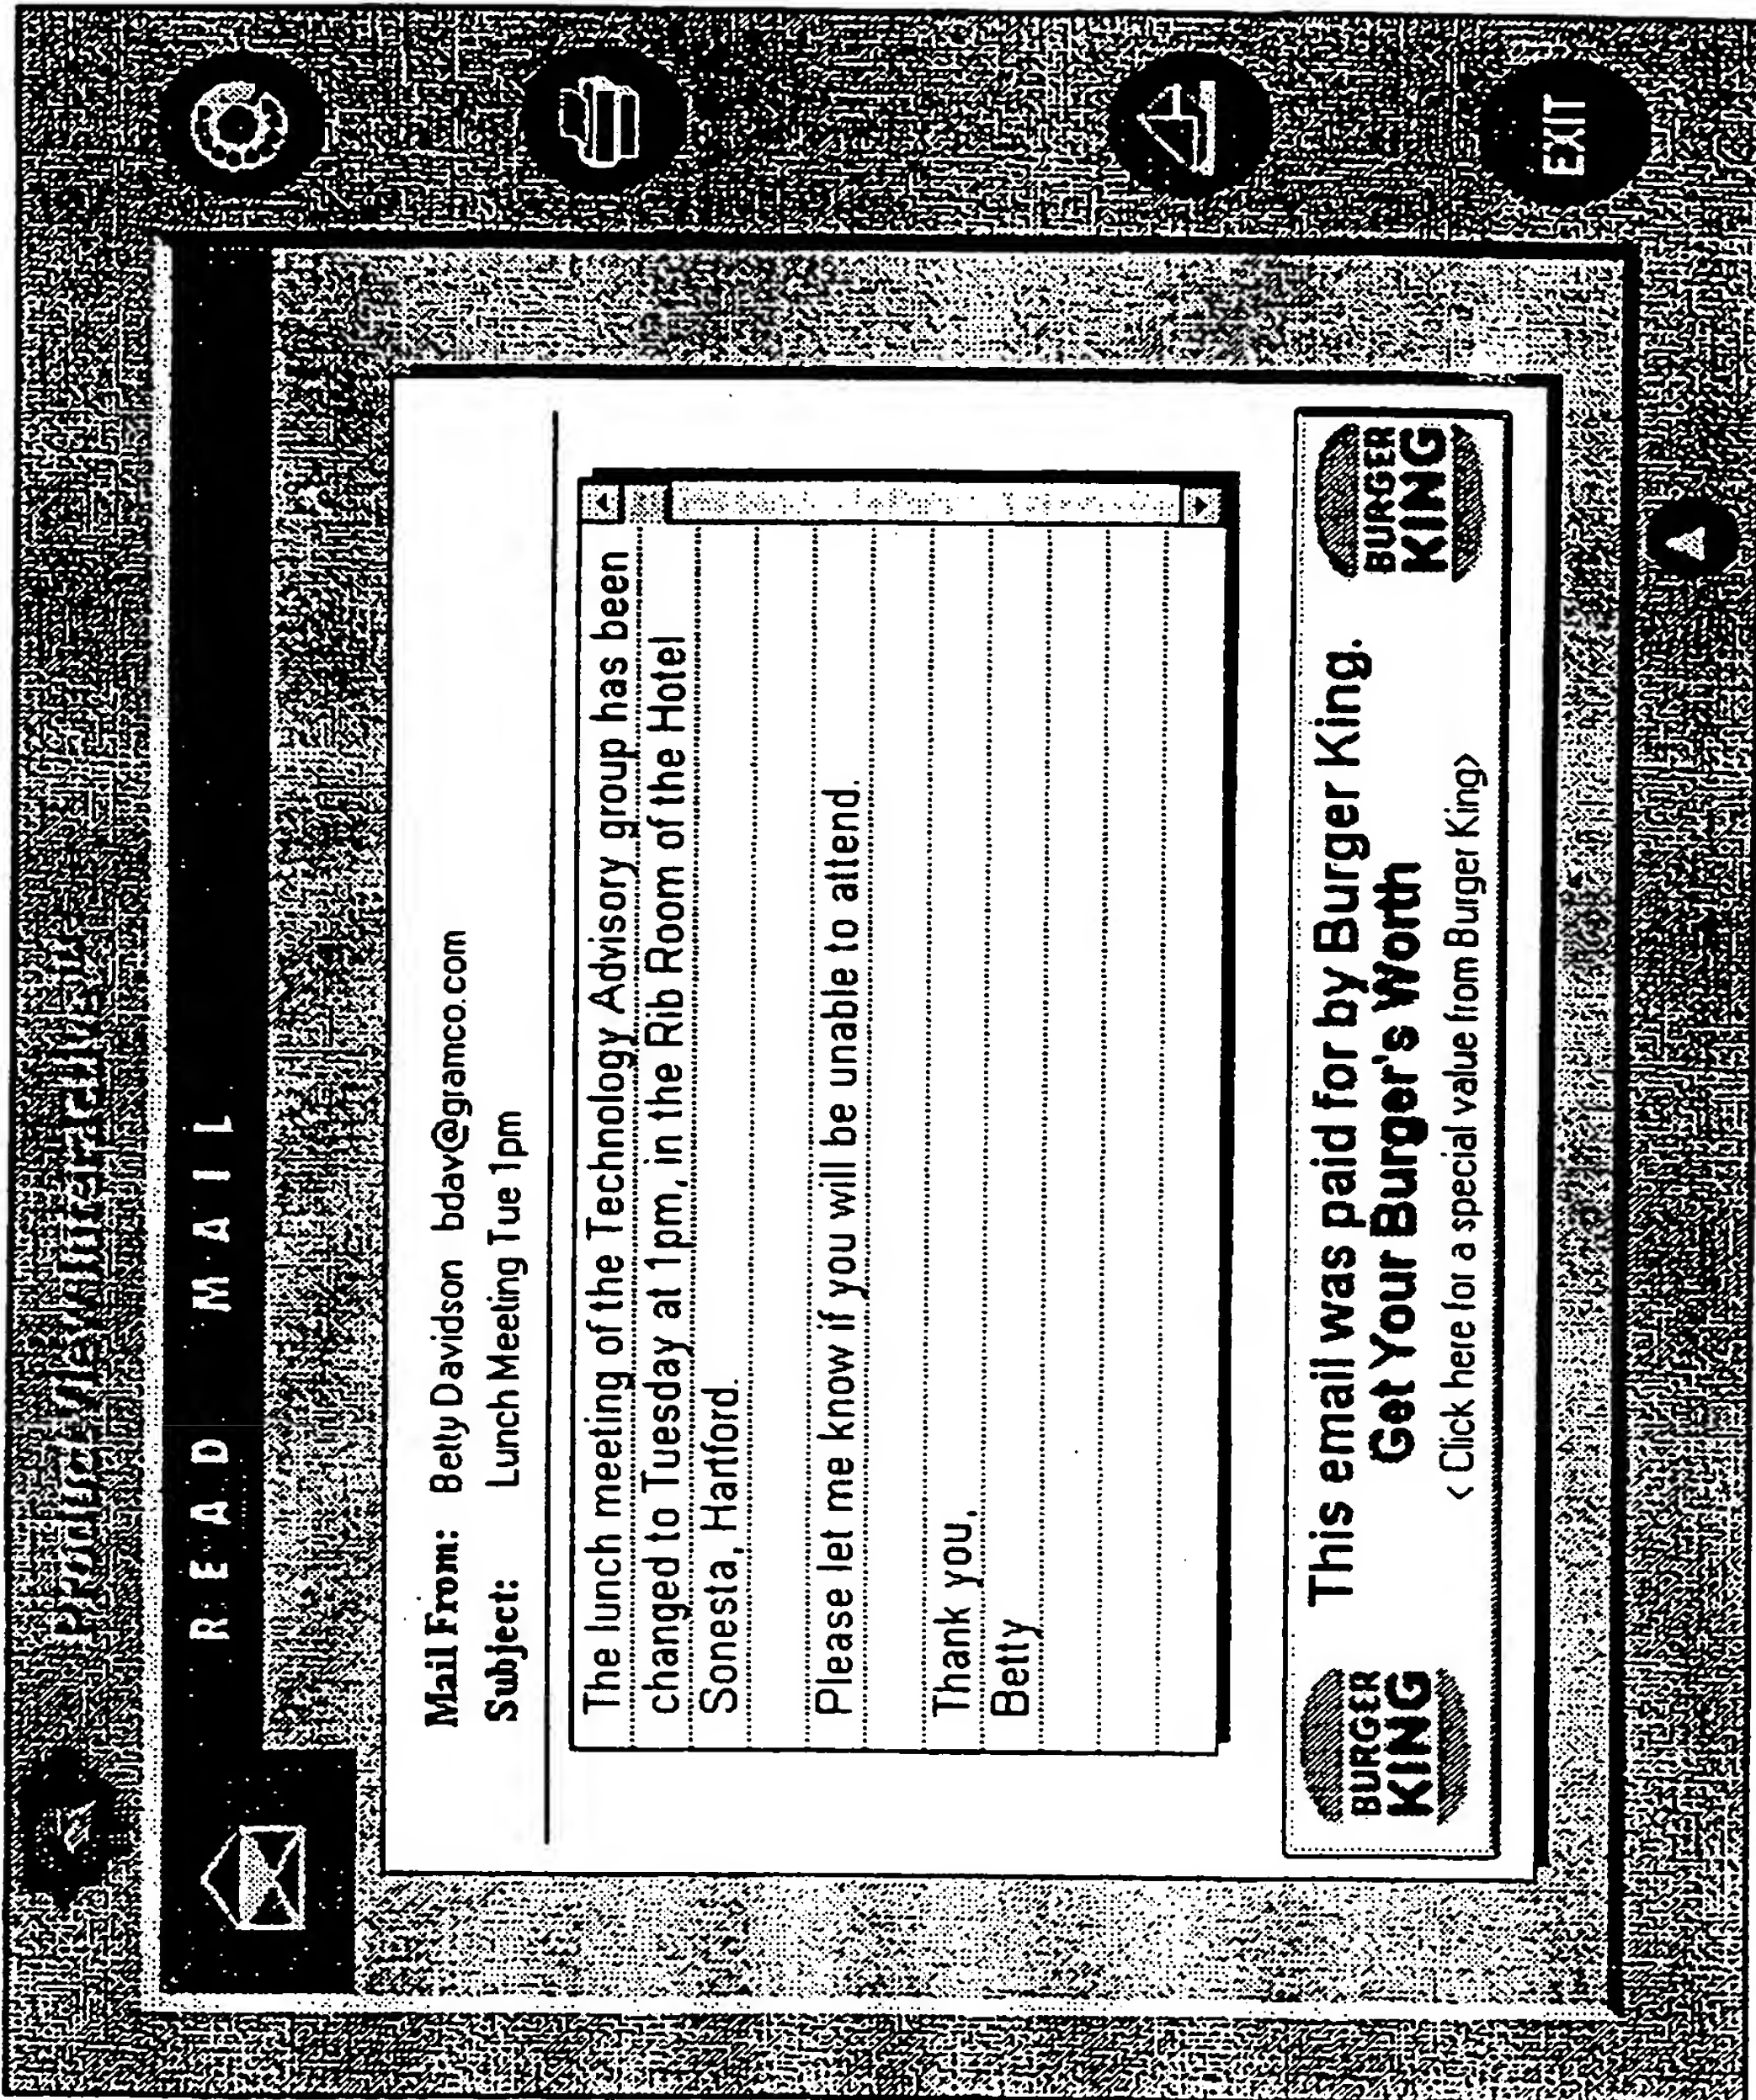 ProductViewInteractive
READ MAIL
EXIT
Mail From: Betty Davidson bdav@gramco.com
Subject: Lunch Meeting Tue 1pm
The lunch meeting of the Technology Advisory group has been
changed to Tuesday at 1pm, in the Rib Room of the Hotel
Sonesta, Hartford.
Please let me know if you will be unable to attend.
Thank you,
Betty
BURGER
KING
This email was paid for by Burger King.
Get Your Burger's Worth
< Click here for a special value from Burger King>
BURGER
KING